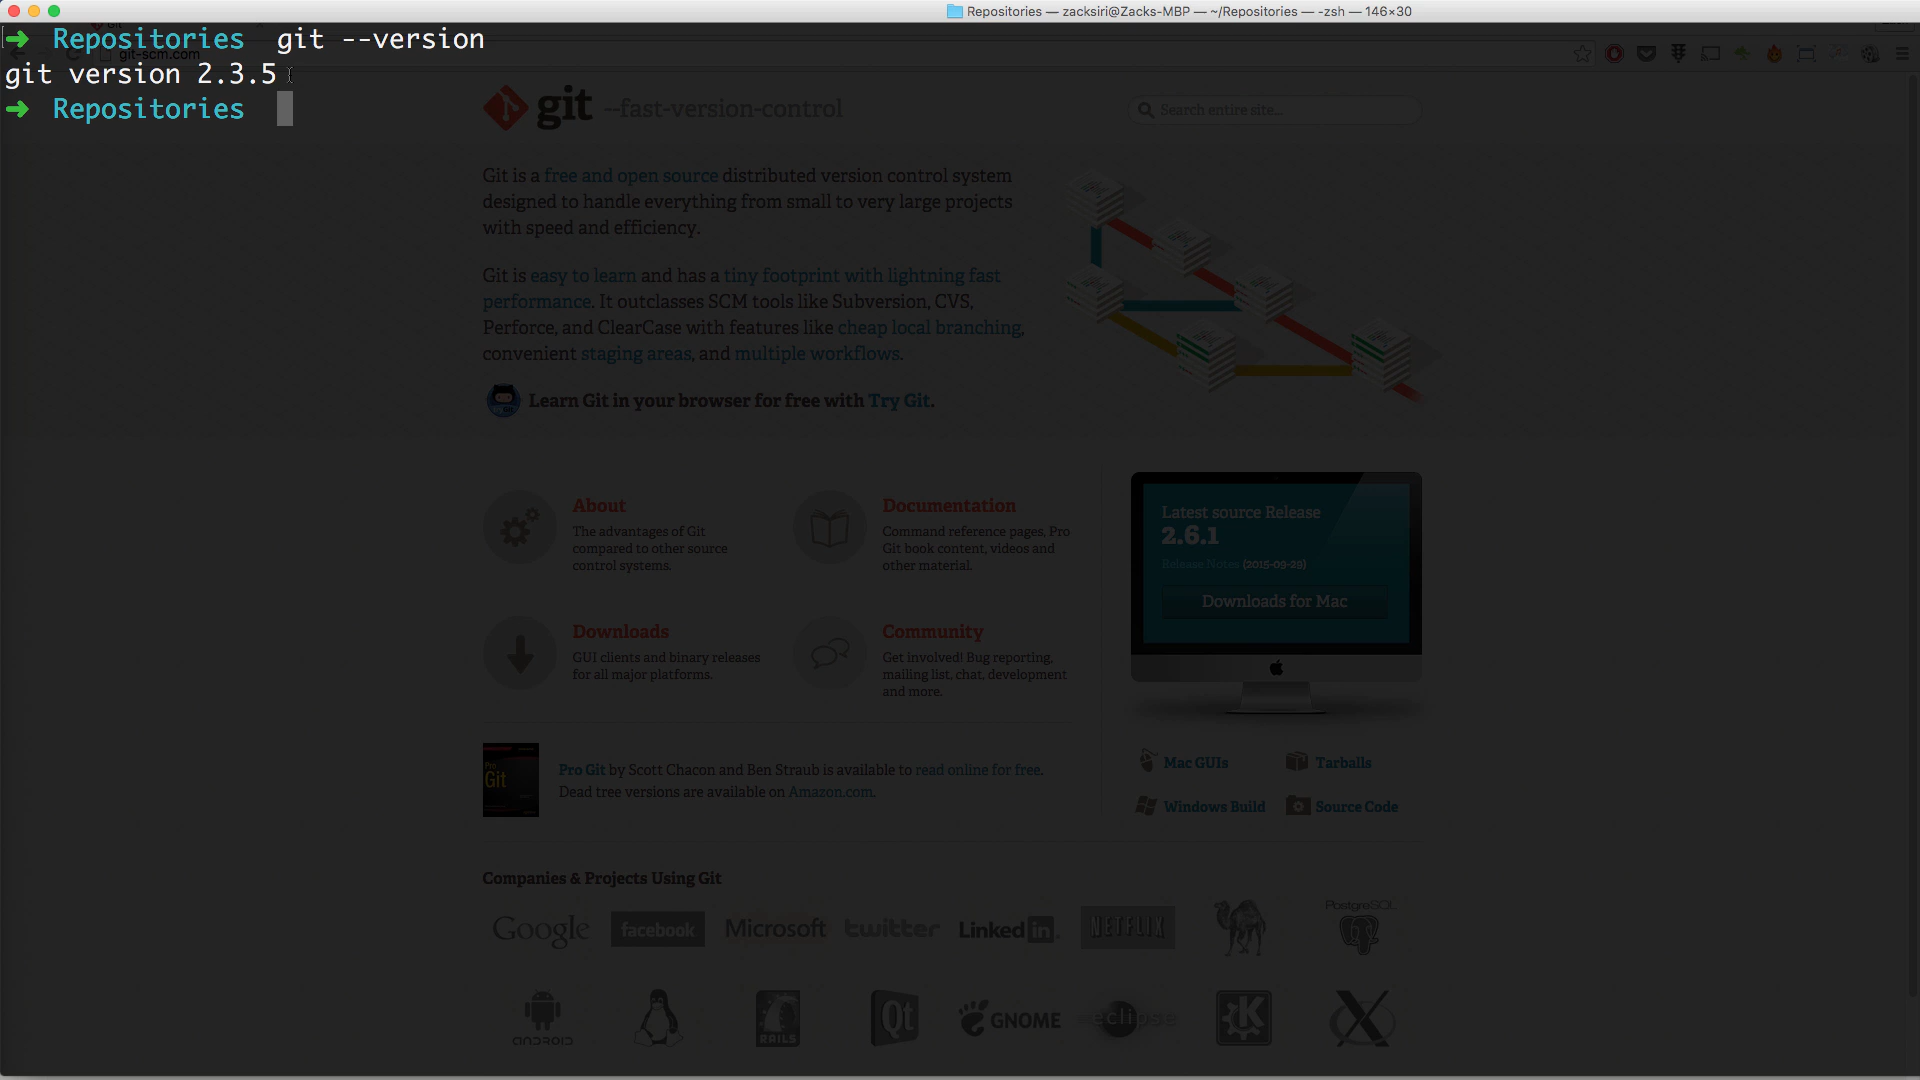 Repositories — zacksiri@Zacks-MBP — ~/Repositories — -zsh — 146×30
➜ Repositories git --version
git-scm.com
git version 2.3.5
➜ Repositories
git --fast-version-control
Search entire site...
Git is a free and open source distributed version control system
designed to handle everything from small to very large projects
with speed and efficiency.
Git is easy to learn and has a tiny footprint with lightning fast
performance. It outclasses SCM tools like Subversion, CVS,
Perforce, and ClearCase with features like cheap local branching,
convenient staging areas, and multiple workflows.
Learn Git in your browser for free with Try Git.
About
The advantages of Git
compared to other source
control systems.
Documentation
Command reference pages, Pro
Git book content, videos and
other material.
Downloads
GUI clients and binary releases
for all major platforms.
Community
Get involved! Bug reporting,
mailing list, chat, development
and more.
Latest source Release
2.6.1
Release Notes (2015-09-29)
Downloads for Mac
Mac GUIs
Tarballs
Windows Build
Source Code
Pro
Git
Pro Git by Scott Chacon and Ben Straub is available to read online for free.
Dead tree versions are available on Amazon.com.
Companies & Projects Using Git
Google facebook Microsoft twitter Linked in NETFLIX PostgreSQL
ANDROID RAILS Qt GNOME eclipse K X